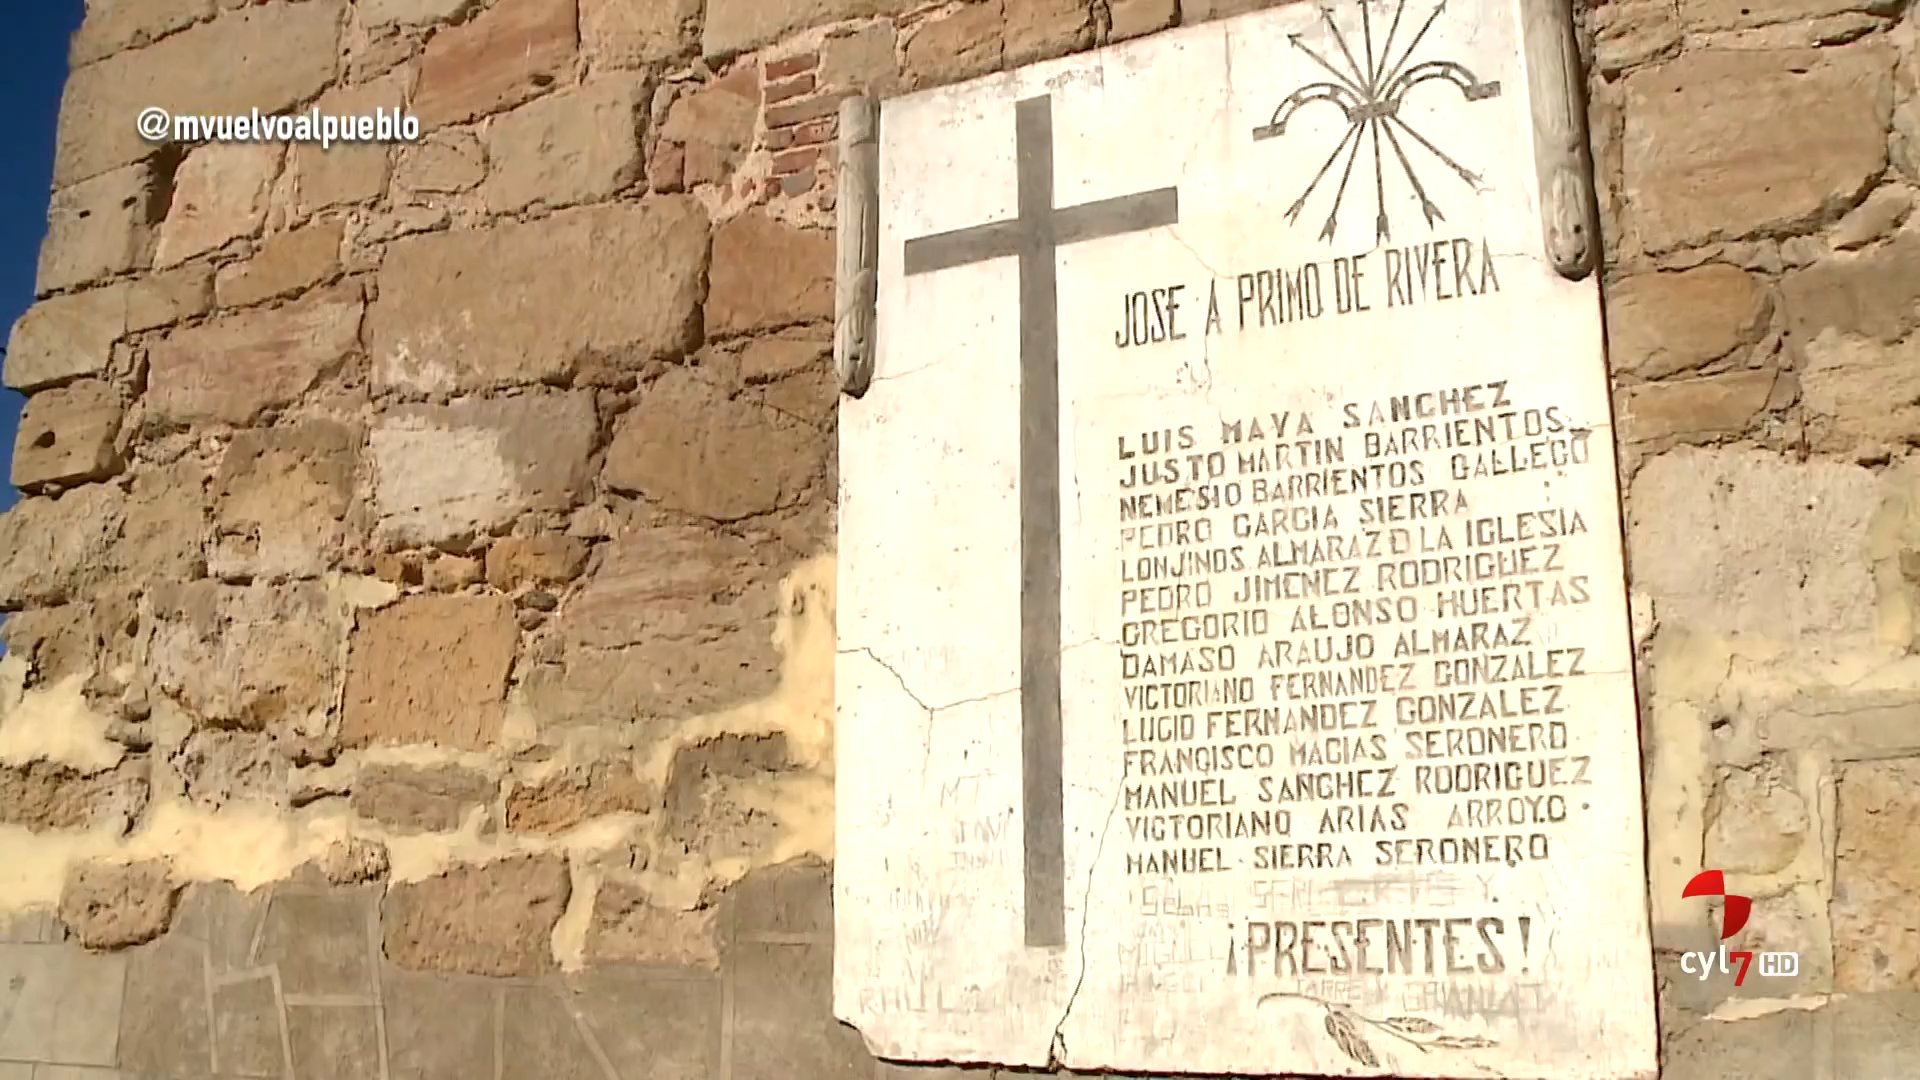 @mvuelvoalpueblo
JOSE A PRIMO DE RIVERA
LUIS MAYA SANCHEZ
JUSTO MARTIN BARRIENTOS
NEMESIO BARRIENTOS GALLEGO
PEDRO GARCIA SIERRA
LONJINOS ALMARAZ D LA IGLESIA
PEDRO JIMENEZ RODRIGUEZ
GREGORIO ALONSO HUERTAS
DAMASO ARAUJO ALMARAZ
VICTORIANO FERNANDEZ GONZALEZ
LUCIO FERNANDEZ GONZALEZ
FRANCISCO MACIAS SERONERO
MANUEL SANCHEZ RODRIGUEZ
VICTORIANO ARIAS ARROYO
MANUEL SIERRA SERONERO
¡PRESENTES!
cyl7 HD